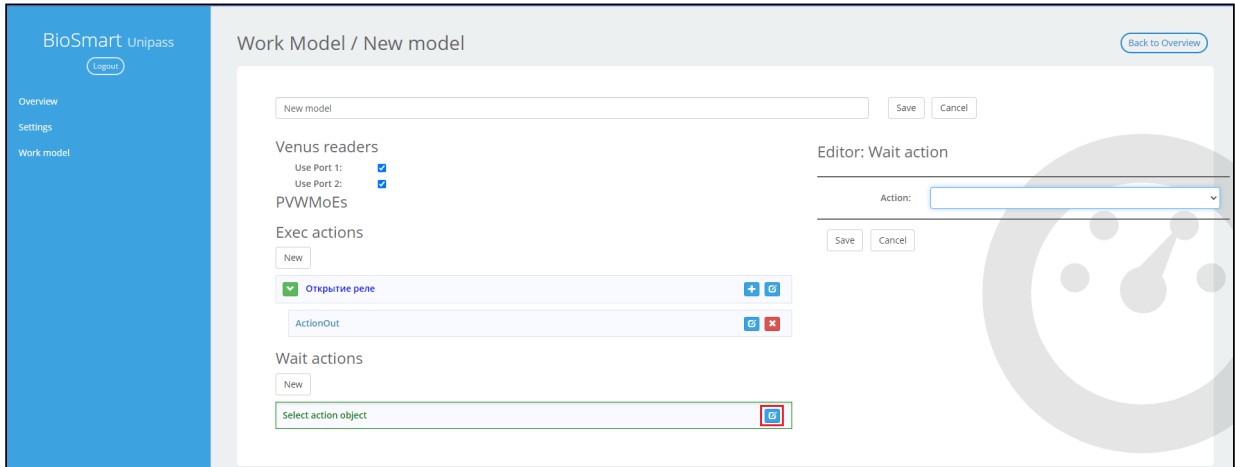 BioSmart Unipass
Logout
Overview
Settings
Work model
Work Model / New model
Back to Overview
New model
Save
Cancel
Venus readers
Use Port 1:
Use Port 2:
PVWMoEs
Exec actions
New
Открытие реле
ActionOut
Wait actions
New
Select action object
Editor: Wait action
Action:
Save
Cancel